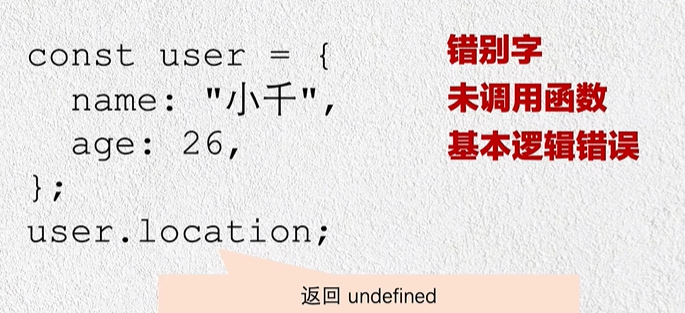 const user = {
  name: "小千",
  age: 26,
};
user.location;
错别字
未调用函数
基本逻辑错误
返回 undefined